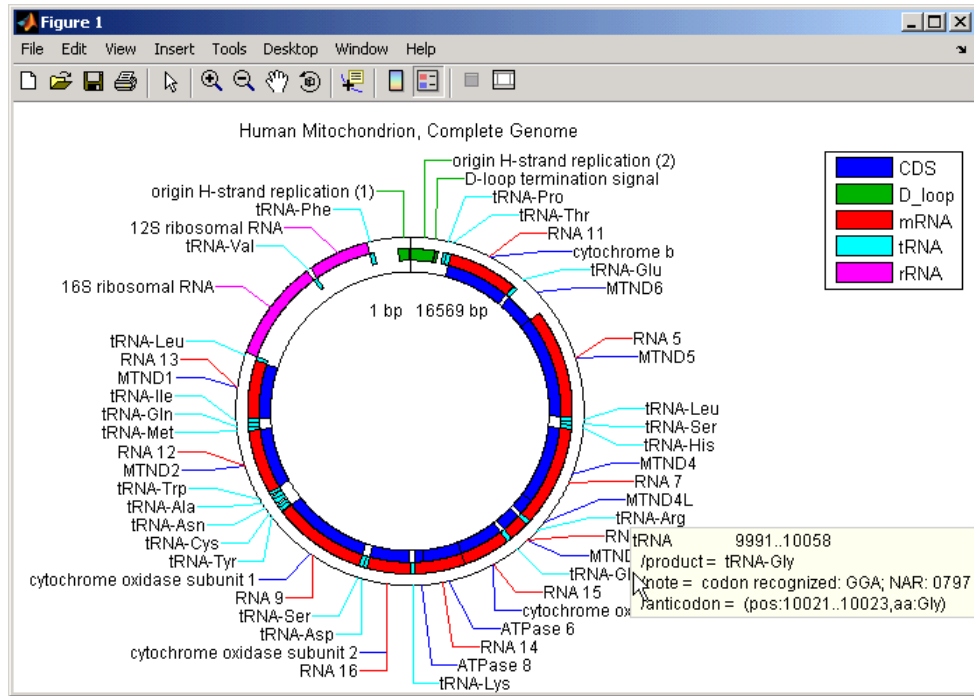 Figure 1
File Edit View Insert Tools Desktop Window Help
Human Mitochondrion, Complete Genome
CDS
D_loop
mRNA
tRNA
rRNA
origin H-strand replication (2)
D-loop termination signal
tRNA-Pro
tRNA-Thr
RNA 11
cytochrome b
tRNA-Glu
MTND6
RNA 5
MTND5
tRNA-Leu
tRNA-Ser
tRNA-His
MTND4
RNA 7
MTND4L
tRNA-Arg
RN
MTND
tRNA-Gl
RNA 15
cytochrome ox
ATPase 6
RNA 14
ATPase 8
tRNA-Lys
origin H-strand replication (1)
tRNA-Phe
12S ribosomal RNA
tRNA-Val
16S ribosomal RNA
tRNA-Leu
RNA 13
MTND1
tRNA-Ile
tRNA-Gln
tRNA-Met
RNA 12
MTND2
tRNA-Trp
tRNA-Ala
tRNA-Asn
tRNA-Cys
tRNA-Tyr
cytochrome oxidase subunit 1
RNA 9
tRNA-Ser
tRNA-Asp
cytochrome oxidase subunit 2
RNA 16
1 bp 16569 bp
tRNA 9991..10058
/product = tRNA-Gly
/note = codon recognized: GGA; NAR: 0797
/anticodon = (pos:10021..10023,aa:Gly)